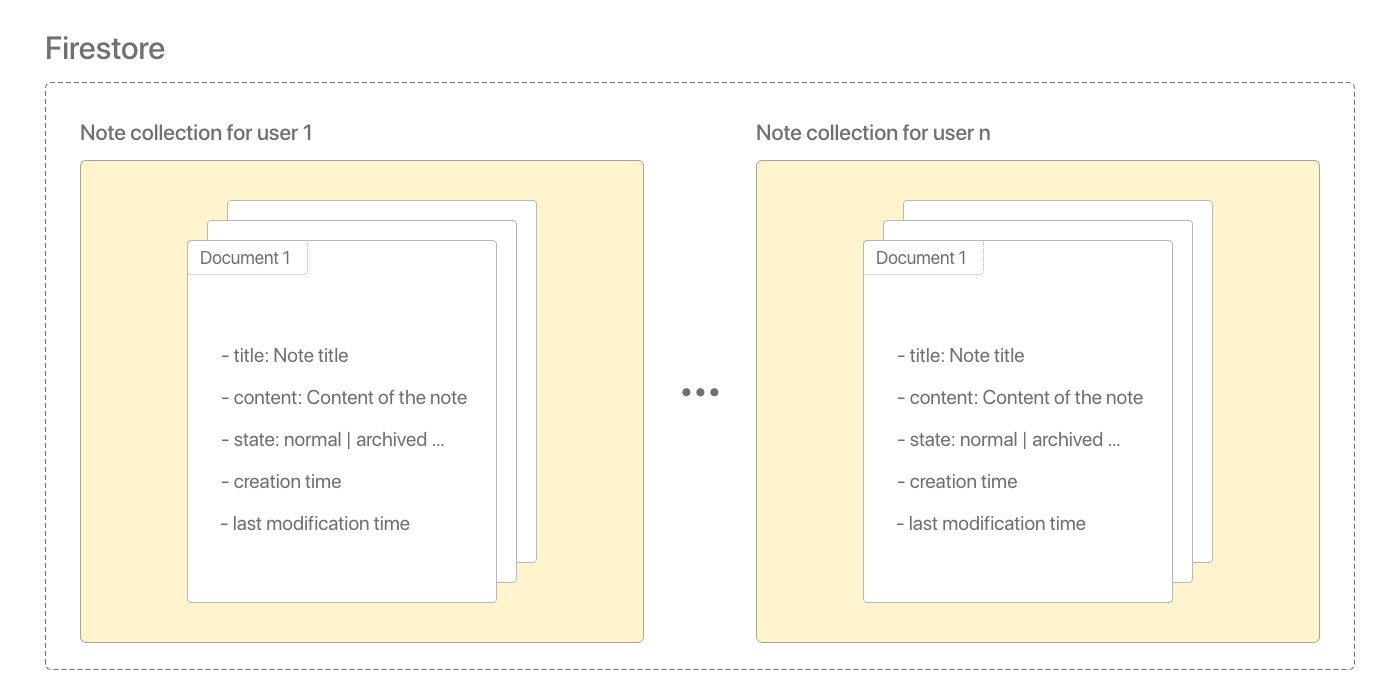 Firestore
Note collection for user 1
Document 1
- title: Note title
- content: Content of the note
- state: normal | archived ...
- creation time
- last modification time
•••
Note collection for user n
Document 1
- title: Note title
- content: Content of the note
- state: normal | archived ...
- creation time
- last modification time